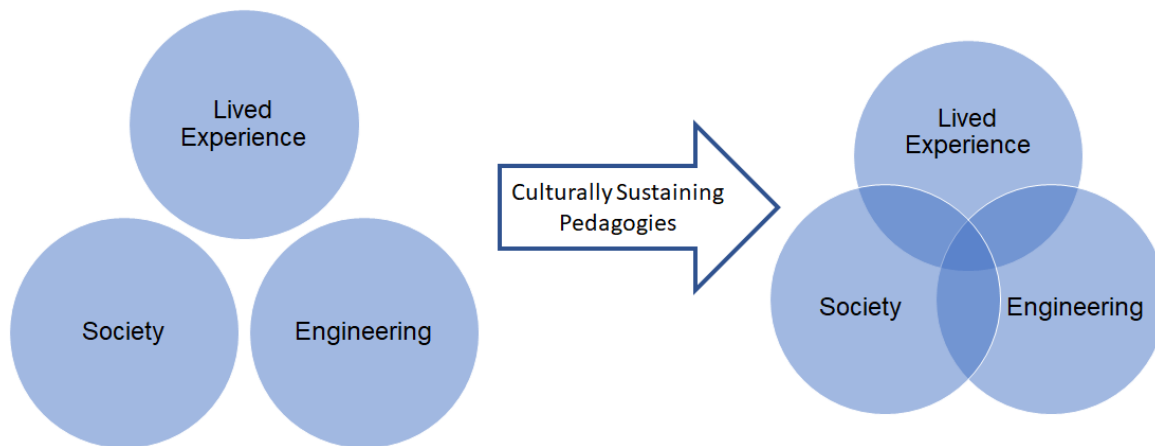 Lived
Experience
Society
Engineering
Culturally Sustaining
Pedagogies
Lived
Experience
Society
Engineering